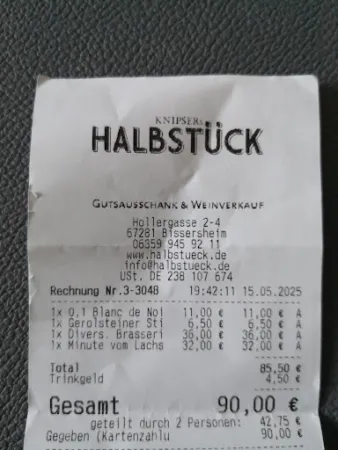 KNIPSERs
HALBSTÜCK
GUTSAUSSCHANK & WEINVERKAUF
Hollergasse 2-4
67281 Bissersheim
06359 945 92 11
www.halbstueck.de
info@halbstueck.de
USt. DE 238 107 674
Rechnung Nr.3-3048 19:42:11 15.05.2025
1x 0,1 Blanc de Noi 11,00 € 11,00 € A
1x Gerolsteiner Sti 6,50 € 6,50 € A
1x Divers. Brasseri 36,00 € 36,00 € A
1x Minute vom Lachs 32,00 € 32,00 € A
Total 85,50 €
Trinkgeld 4,50 €
Gesamt 90,00 €
geteilt durch 2 Personen: 42,75 €
Gegeben (Kartenzahlu 90,00 €